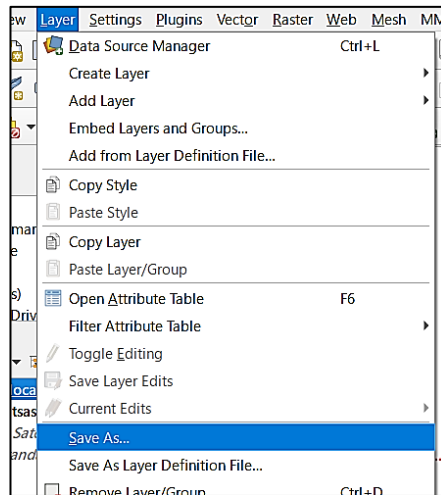 Layer Settings Plugins Vector Raster Web Mesh
Data Source Manager Ctrl+L
Create Layer
Add Layer
Embed Layers and Groups...
Add from Layer Definition File...
Copy Style
Paste Style
Copy Layer
Paste Layer/Group
Open Attribute Table F6
Filter Attribute Table
Toggle Editing
Save Layer Edits
Current Edits
Save As...
Save As Layer Definition File...
Remove Layer/Group Ctrl+D